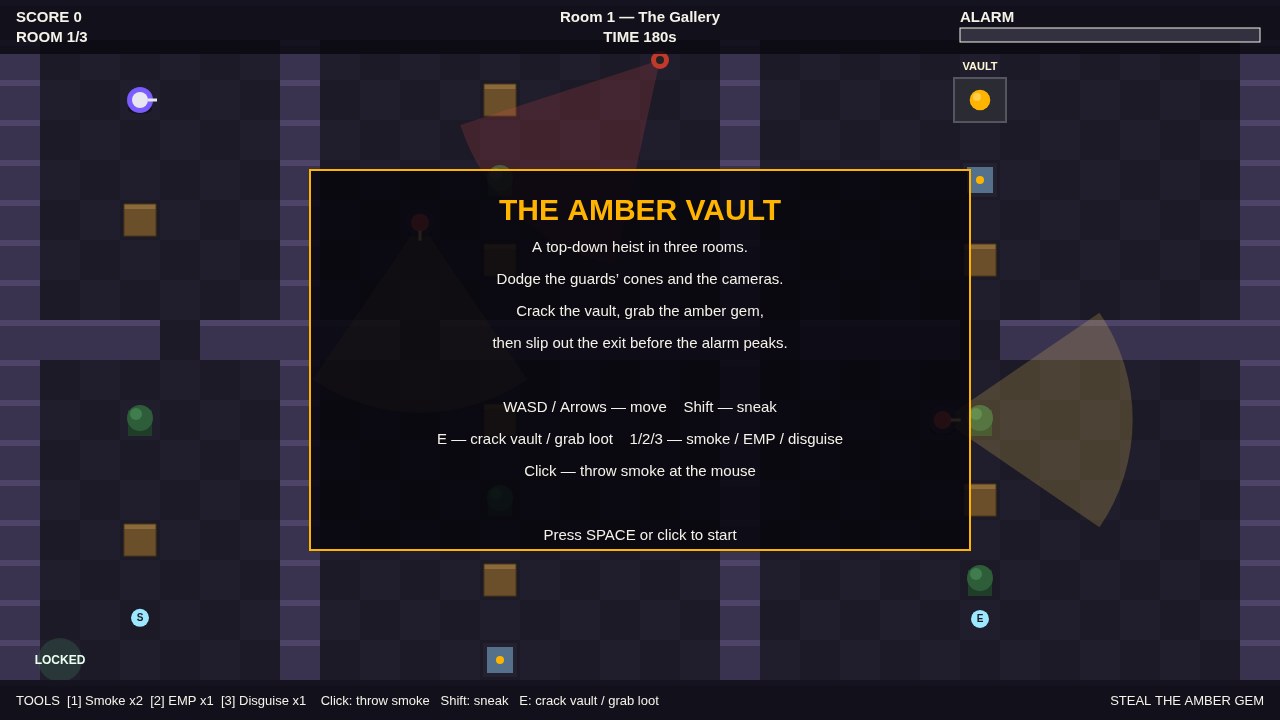 SCORE 0
ROOM 1/3
Room 1 — The Gallery
TIME 180s
ALARM
VAULT
THE AMBER VAULT
A top-down heist in three rooms.
Dodge the guards’ cones and the cameras.
Crack the vault, grab the amber gem,
then slip out the exit before the alarm peaks.
WASD / Arrows — move    Shift — sneak
E — crack vault / grab loot    1/2/3 — smoke / EMP / disguise
Click — throw smoke at the mouse
Press SPACE or click to start
S
E
LOCKED
TOOLS  [1] Smoke x2  [2] EMP x1  [3] Disguise x1    Click: throw smoke   Shift: sneak   E: crack vault / grab loot
STEAL THE AMBER GEM